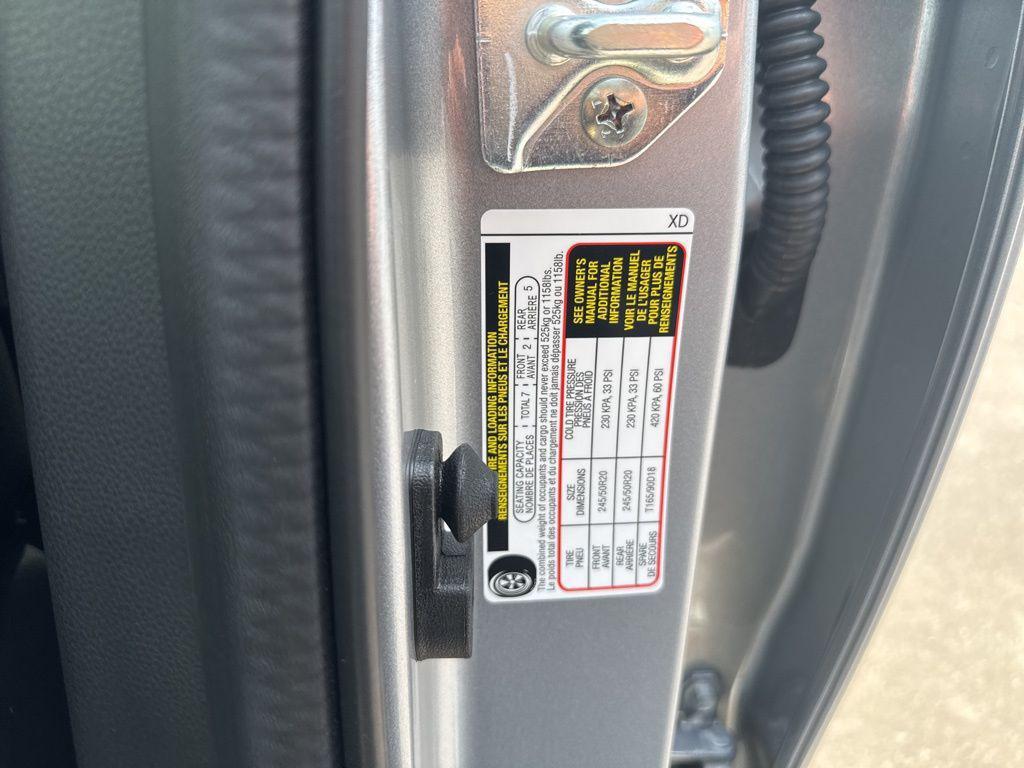 XD
TIRE AND LOADING INFORMATION
RENSEIGNEMENTS SUR LES PNEUS ET LE CHARGEMENT
SEATING CAPACITY TOTAL 7 FRONT 2 REAR 5
NOMBRE DE PLACES AVANT ARRIÈRE
The combined weight of occupants and cargo should never exceed 525kg or 1158lbs.
Le poids total des occupants et du chargement ne doit jamais dépasser 525kg ou 1158lb.
TIRE SIZE COLD TIRE PRESSURE
PNEU DIMENSIONS PRESSION DES
PNEUS À FROID
FRONT 245/50R20 230 KPA, 33 PSI
AVANT
REAR 245/50R20 230 KPA, 33 PSI
ARRIÈRE
SPARE T165/90D18 420 KPA, 60 PSI
DE SECOURS
SEE OWNER'S
MANUAL FOR
ADDITIONAL
INFORMATION
VOIR LE MANUEL
DE L'USAGER
POUR PLUS DE
RENSEIGNEMENTS